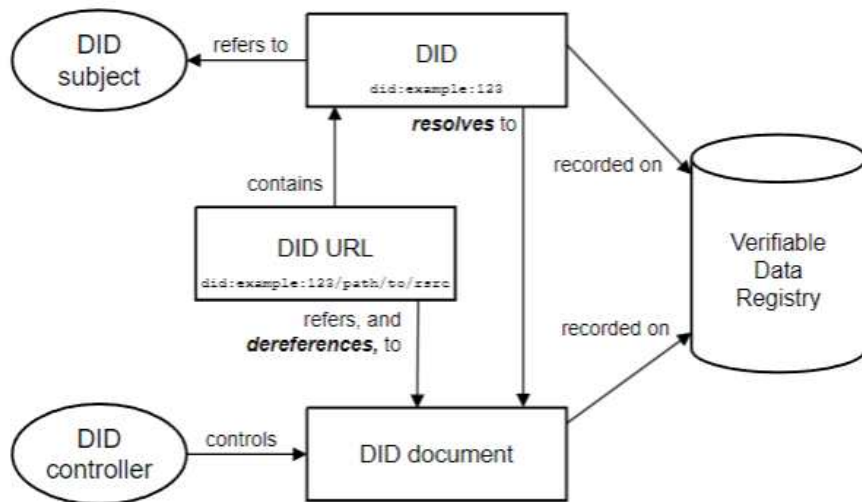 DID
subject
refers to
DID
did:example:123
resolves to
recorded on
contains
DID URL
did:example:123/path/to/rsrc
Verifiable
Data
Registry
refers, and
dereferences, to
recorded on
DID
controller
controls
DID document